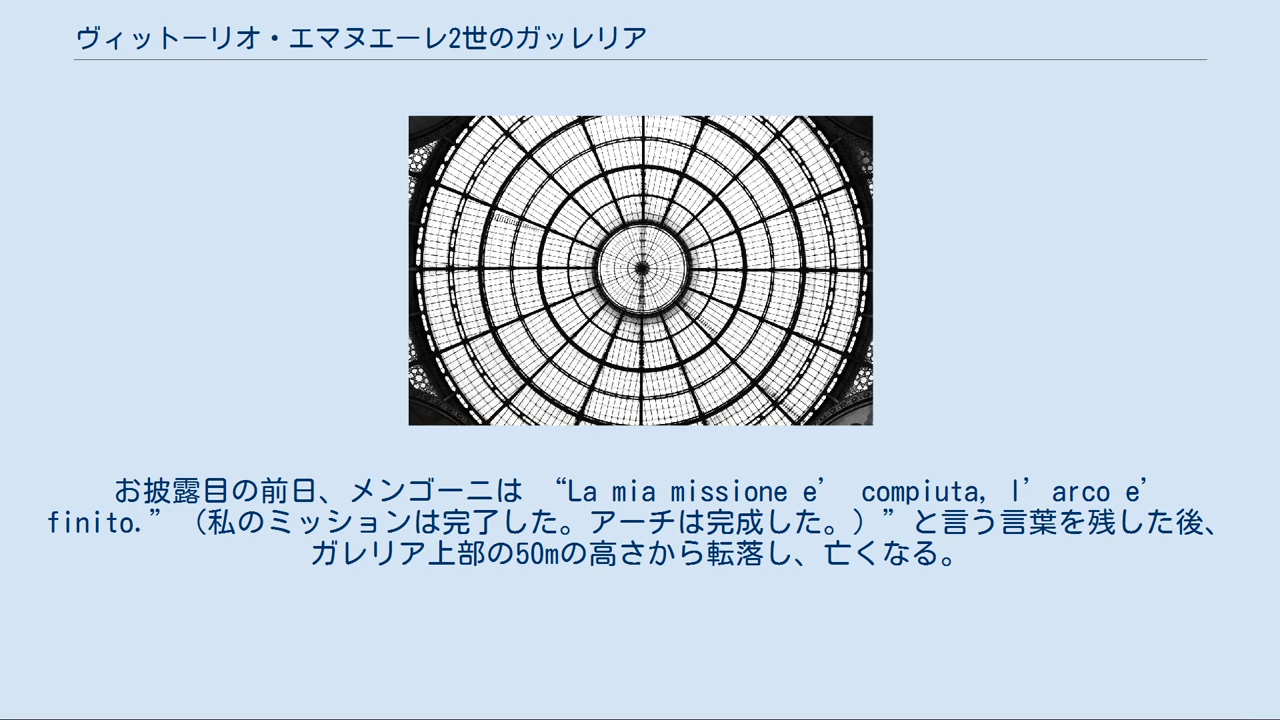 ヴィットーリオ・エマヌエーレ2世のガッレリア
お披露目の前日、メンゴーニは “La mia missione e’ compiuta, l’arco e’
finito.” （私のミッションは完了した。アーチは完成した。）”と言う言葉を残した後、
ガレリア上部の50mの高さから転落し、亡くなる。